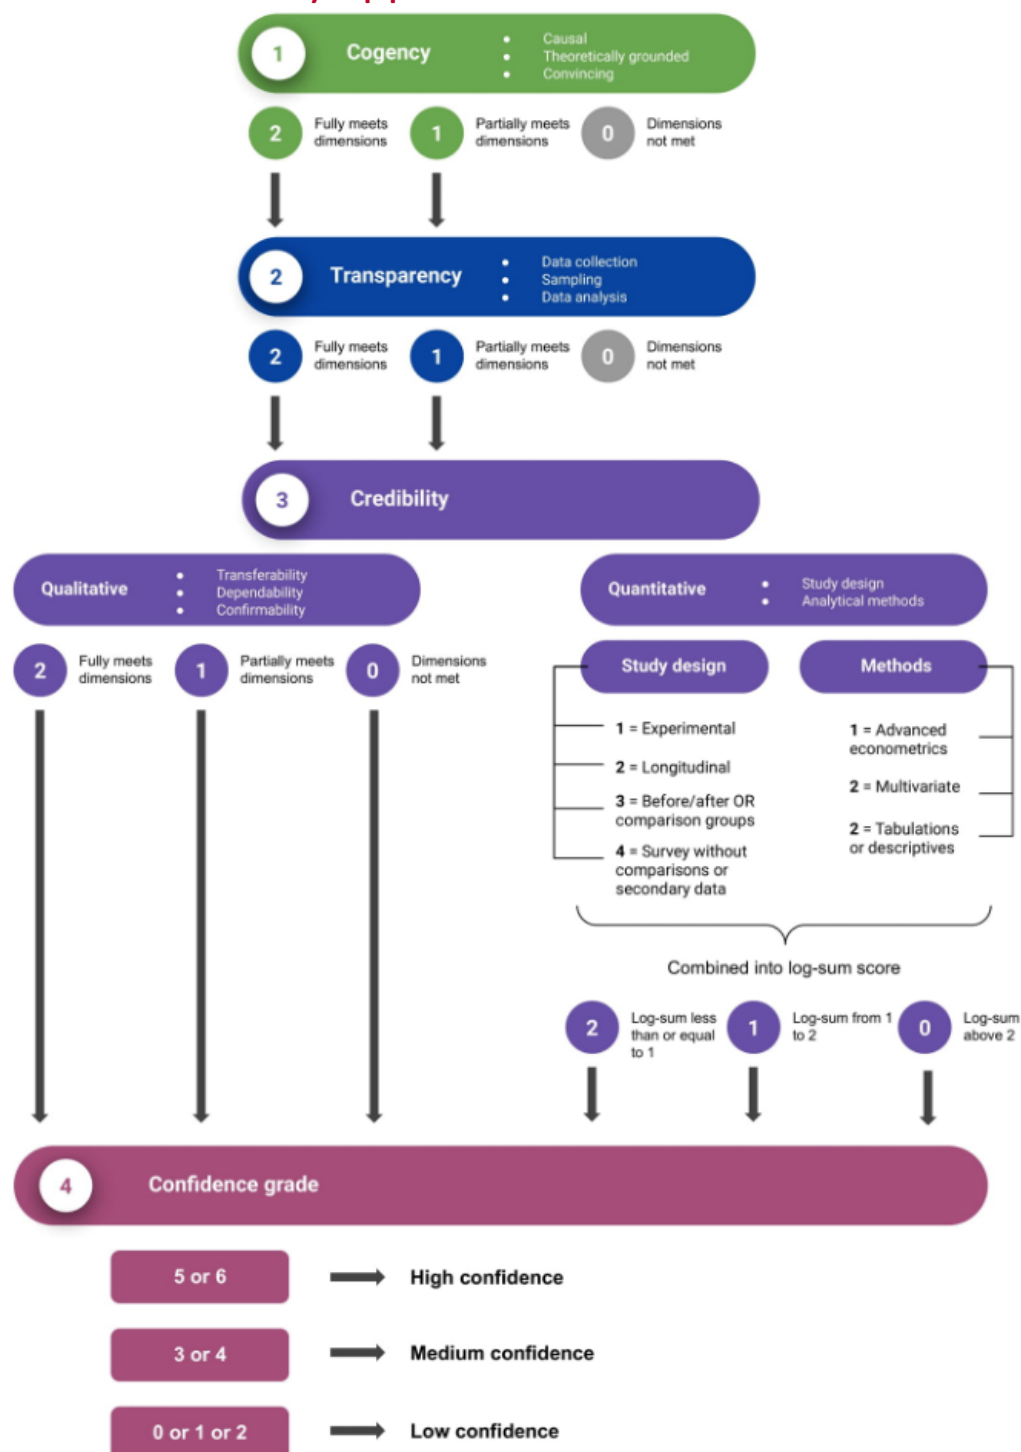 1
Cogency
Causal
Theoretically grounded
Convincing
2
Fully meets
dimensions
1
Partially meets
dimensions
0
Dimensions
not met
2
Transparency
Data collection
Sampling
Data analysis
2
Fully meets
dimensions
1
Partially meets
dimensions
0
Dimensions
not met
3
Credibility
Qualitative
Transferability
Dependability
Confirmability
2
Fully meets
dimensions
1
Partially meets
dimensions
0
Dimensions
not met
Quantitative
Study design
Analytical methods
Study design
1 = Experimental
2 = Longitudinal
3 = Before/after OR
comparison groups
4 = Survey without
comparisons or
secondary data
Methods
1 = Advanced
econometrics
2 = Multivariate
2 = Tabulations
or descriptives
Combined into log-sum score
2
Log-sum less
than or equal
to 1
1
Log-sum from 1
to 2
0
Log-sum
above 2
4
Confidence grade
5 or 6
High confidence
3 or 4
Medium confidence
0 or 1 or 2
Low confidence